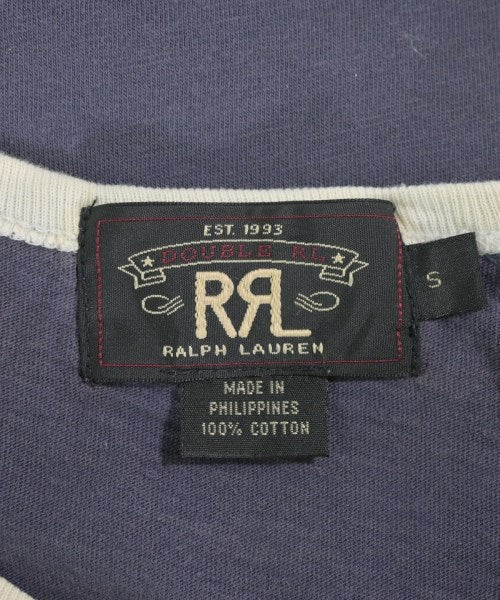 EST. 1993
DOUBLE RL
RRL
RALPH LAUREN
S
MADE IN
PHILIPPINES
100% COTTON